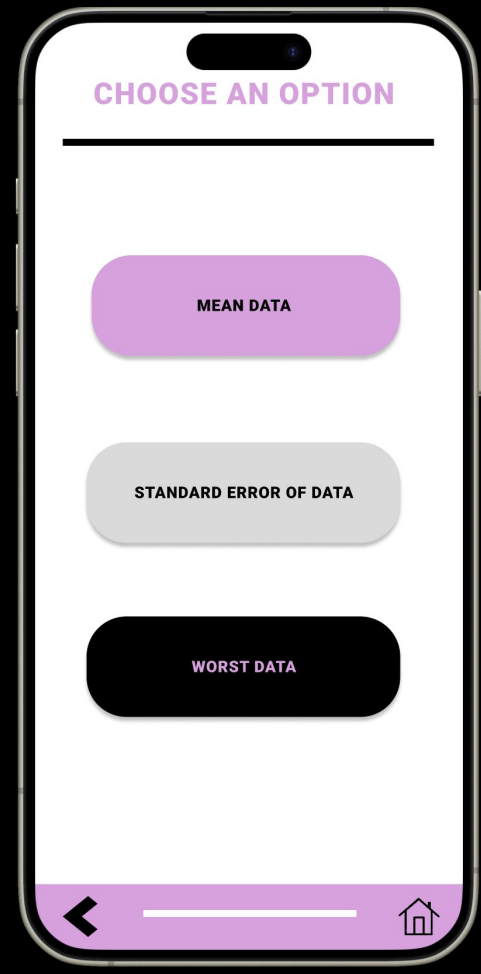 CHOOSE AN OPTION
MEAN DATA
STANDARD ERROR OF DATA
WORST DATA